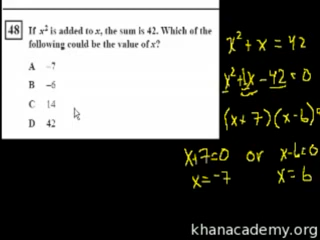 48 If x² is added to x, the sum is 42. Which of the
following could be the value of x?
A -7
B -6
C 14
D 42
x² + x = 42
x² + 1x - 42 = 0
(x + 7)(x - 6)
x+7=0 or x-6=0
x=-7 x=6
khanacademy.org